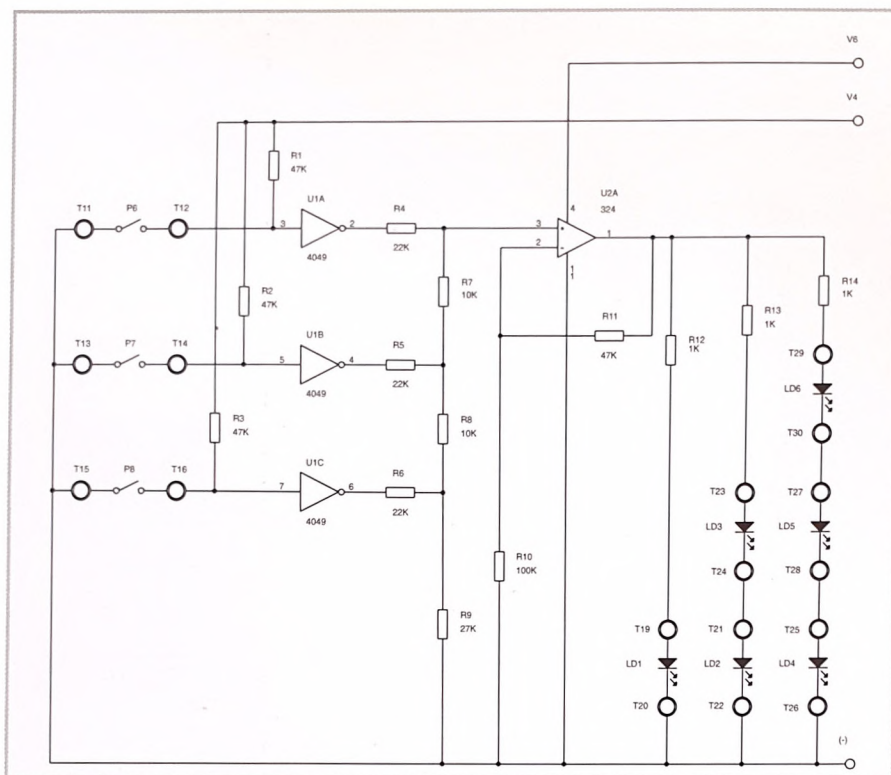 V6
V4
R1
47K
U1A
U2A
324
T11
P6
T12
3
2
R4
4
3
2
1
4049
22K
1
1
R14
1K
R2
47K
R7
10K
R11
R13
1K
R12
1K
47K
T13
P7
T14
U1B
5
4
R5
T29
4049
22K
LD6
R3
47K
R8
10K
T30
T15
P8
T16
U1C
7
6
R6
T23
T27
4049
22K
LD3
LD5
R10
100K
T24
T28
R9
27K
T19
T21
T25
LD1
LD2
LD4
T20
T22
T26
(-)